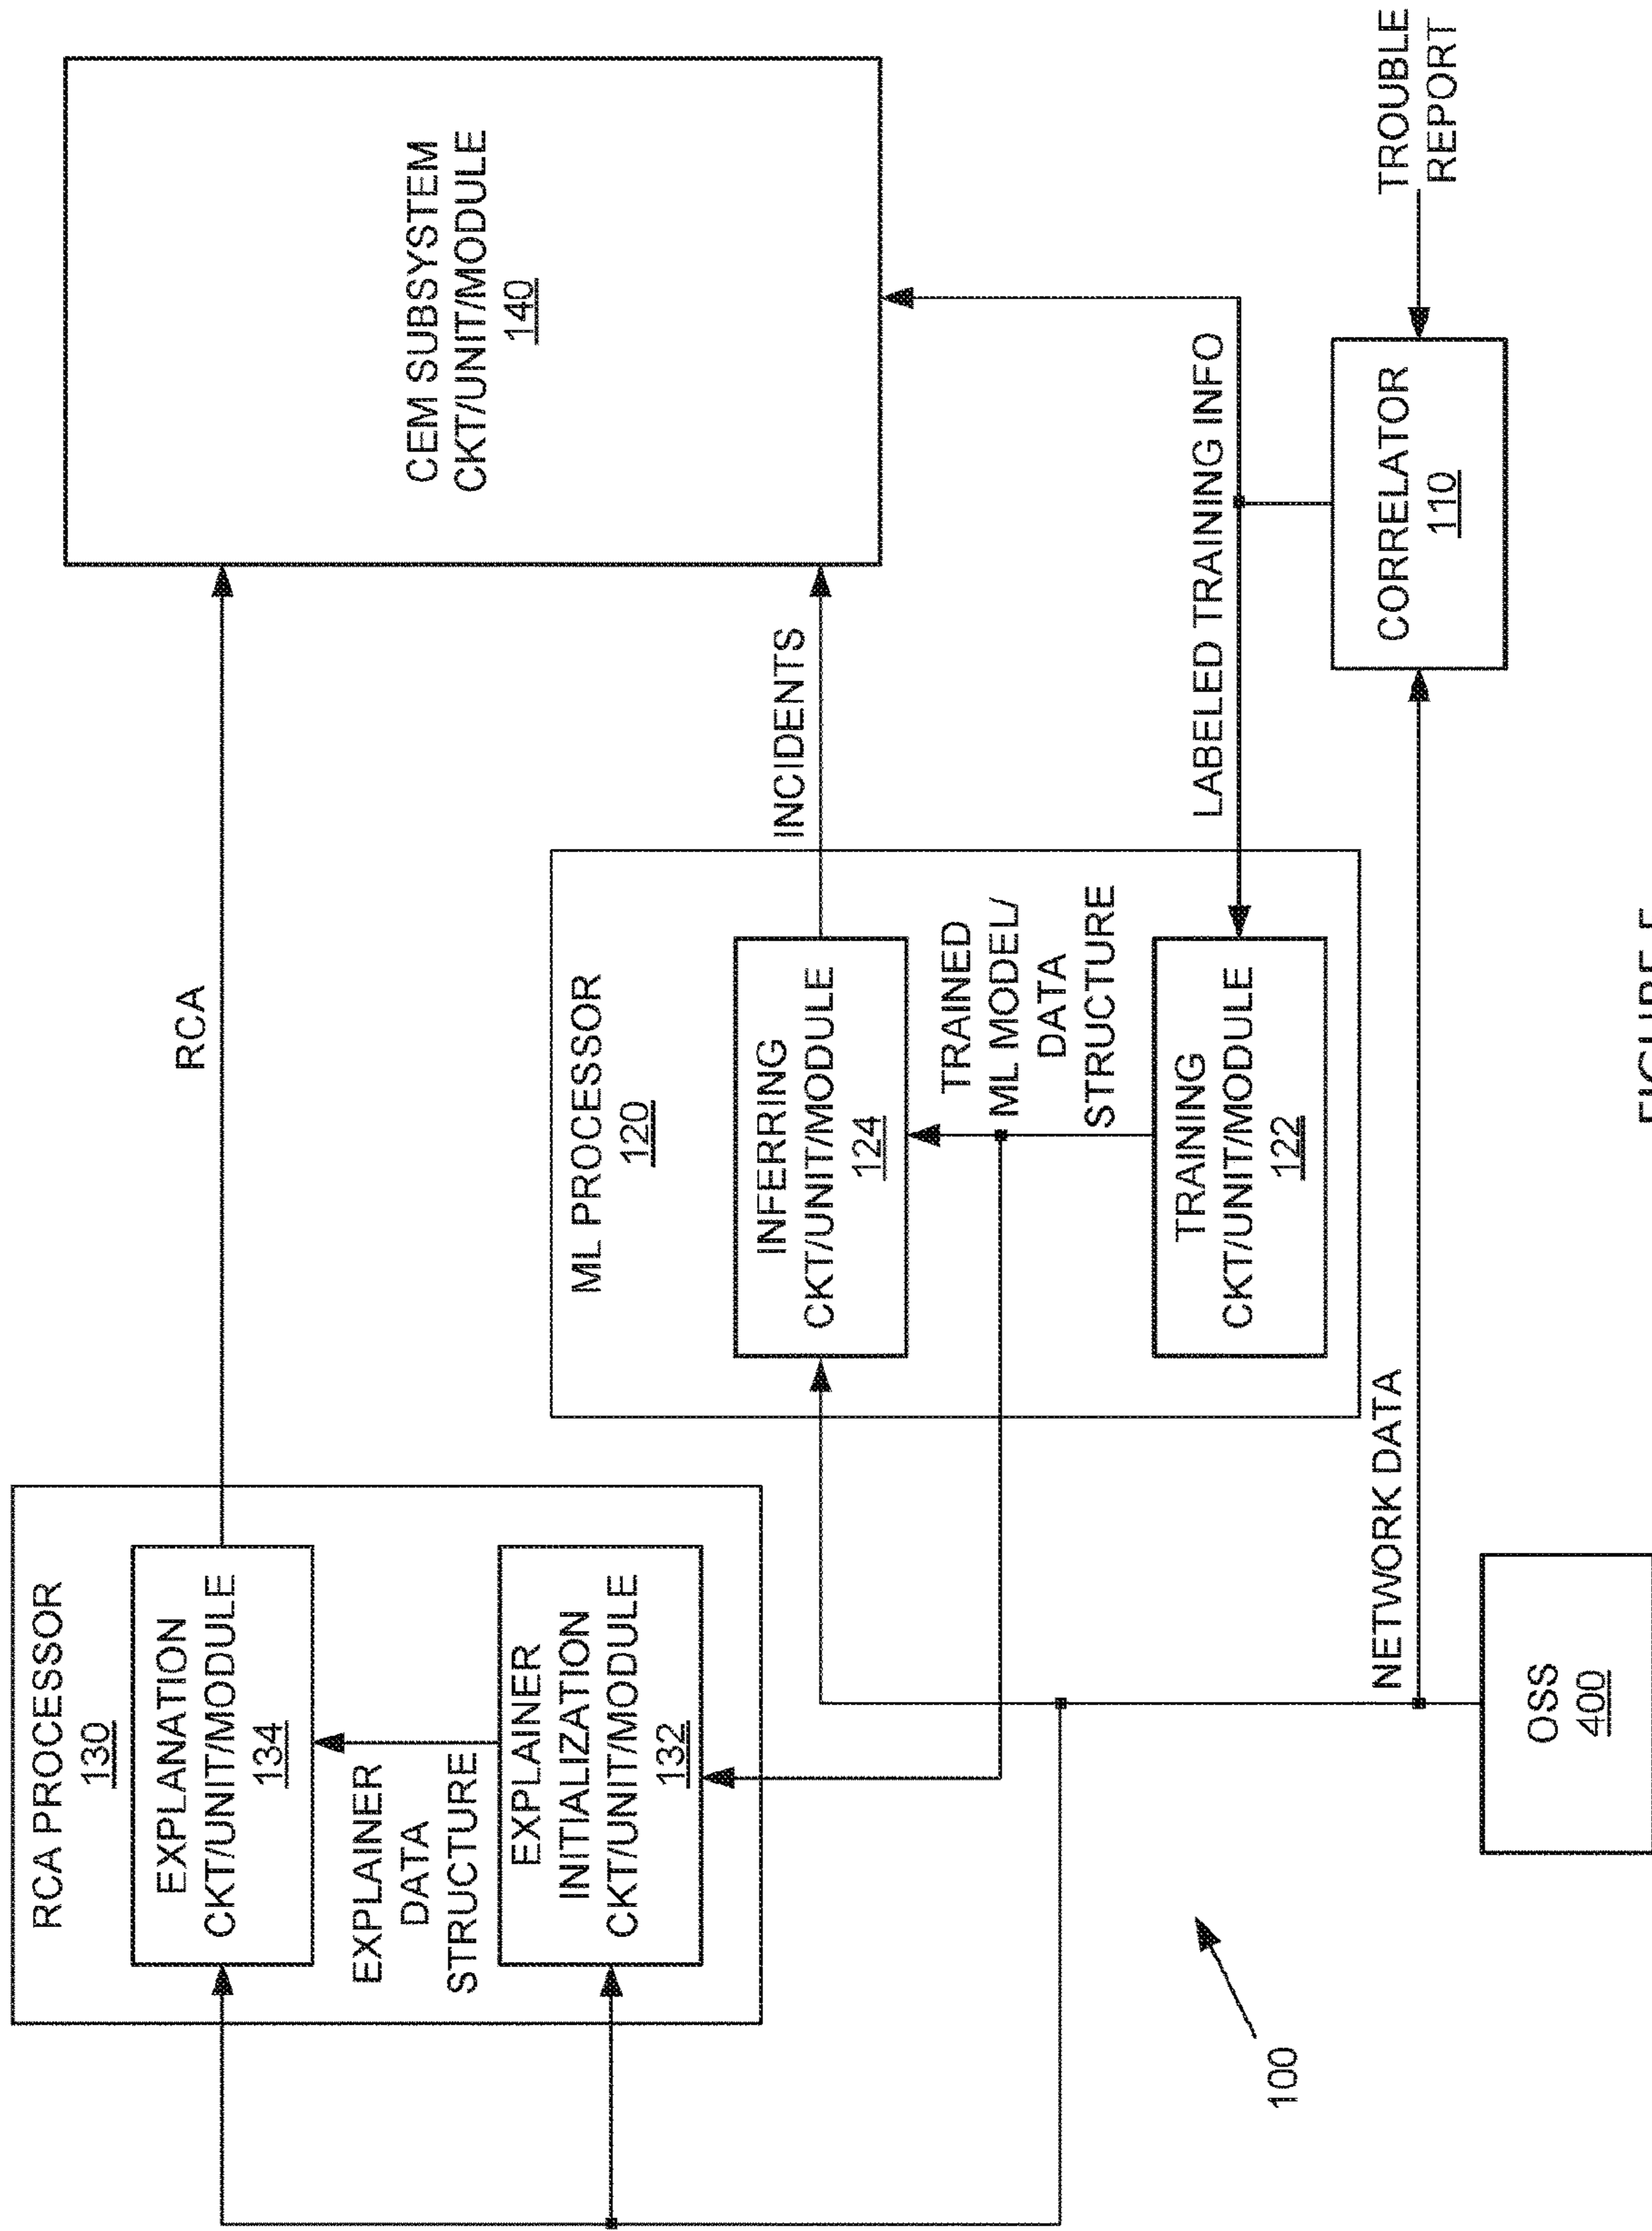 RCA PROCESSOR
130
EXPLANATION
CKT/UNIT/MODULE
134
EXPLAINER
DATA
STRUCTURE
EXPLAINER
INITIALIZATION
CKT/UNIT/MODULE
132
RCA
ML PROCESSOR
120
INFERRING
CKT/UNIT/MODULE
124
TRAINED
ML MODEL/
DATA
STRUCTURE
TRAINING
CKT/UNIT/MODULE
122
INCIDENTS
CEM SUBSYSTEM
CKT/UNIT/MODULE
140
LABELED TRAINING INFO
CORRELATOR
110
TROUBLE
REPORT
NETWORK DATA
OSS
400
100